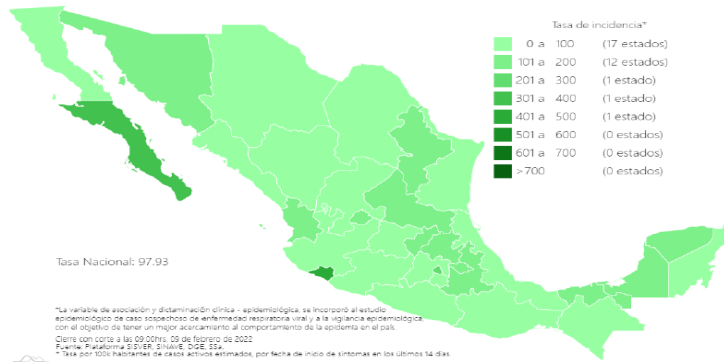 Tasa de incidencia*
0 a 100 (17 estados)
101 a 200 (12 estados)
201 a 300 (1 estado)
301 a 400 (1 estado)
401 a 500 (1 estado)
501 a 600 (0 estados)
601 a 700 (0 estados)
>700 (0 estados)
Tasa Nacional: 97.93
*La variable de asociación y dictaminación clínica - epidemiológica, se incorporó al estudio
epidemiológico de caso sospechoso de enfermedad respiratoria viral y a la vigilancia epidemiológica,
con el objetivo de tener un mejor acercamiento al comportamiento de la epidemia en el país.
Cierre con corte a las 09:00hrs, 09 de febrero de 2022
Fuente: Plataforma SISVER, SINAVE, DGE, SSa.
* Tasa por 100k habitantes de casos activos estimados, por fecha de inicio de síntomas en los últimos 14 días.